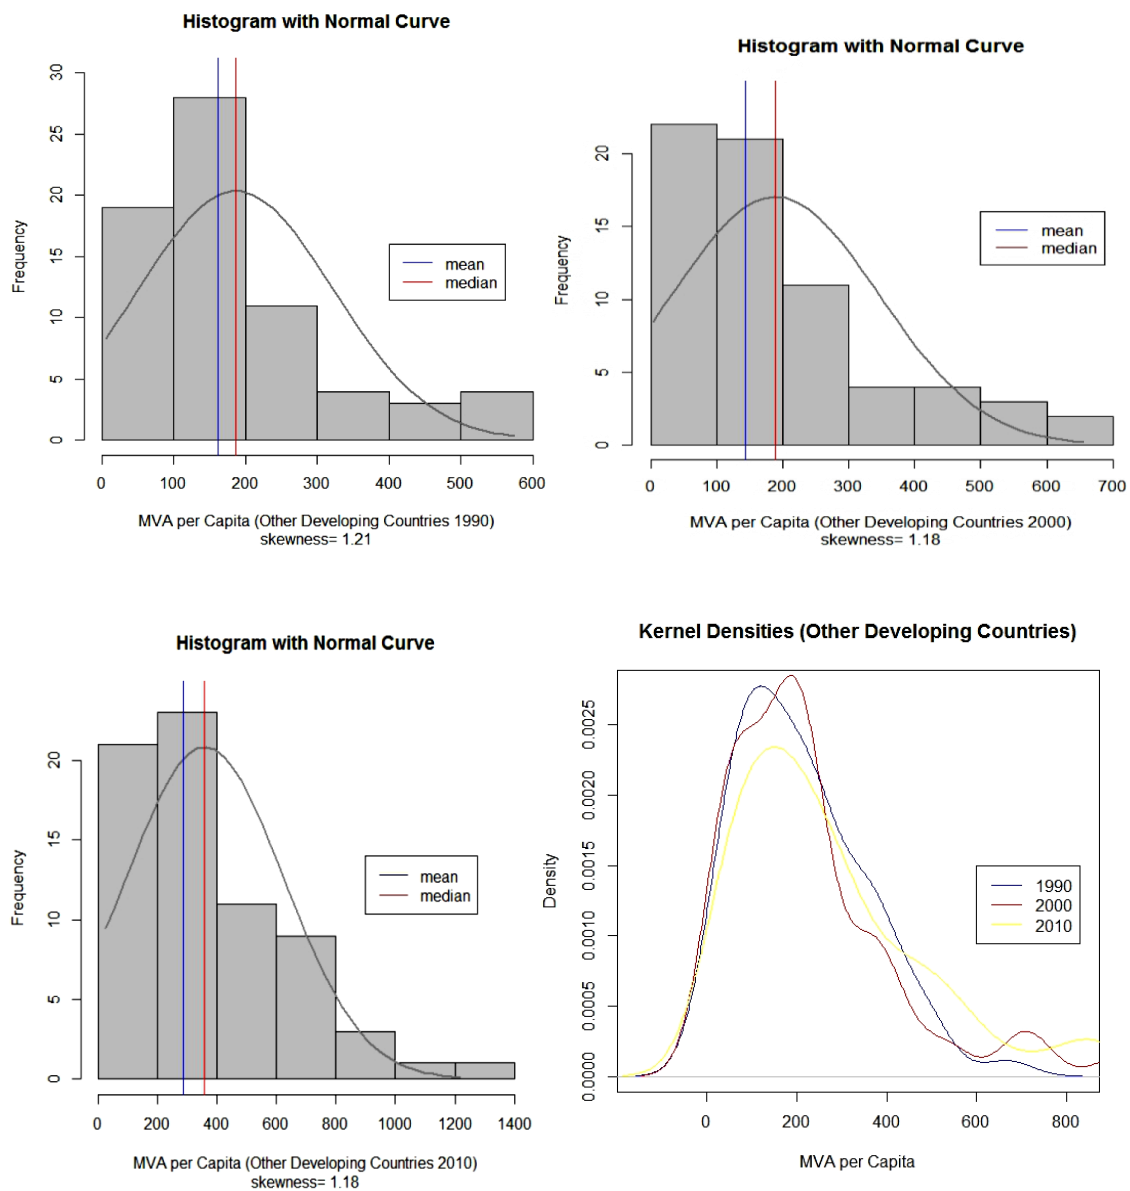 Histogram with Normal Curve
30
25
20
15
10
5
0
Frequency
mean
median
0 100 200 300 400 500 600
MVA per Capita (Other Developing Countries 1990)
skewness= 1.21
Histogram with Normal Curve
20
15
10
5
0
Frequency
mean
median
0 100 200 300 400 500 600 700
MVA per Capita (Other Developing Countries 2000)
skewness= 1.18
Histogram with Normal Curve
20
15
10
5
0
Frequency
mean
median
0 200 400 600 800 1000 1200 1400
MVA per Capita (Other Developing Countries 2010)
skewness= 1.18
Kernel Densities (Other Developing Countries)
0.0025
0.0020
0.0015
0.0010
0.0005
0.0000
Density
1990
2000
2010
0 200 400 600 800
MVA per Capita